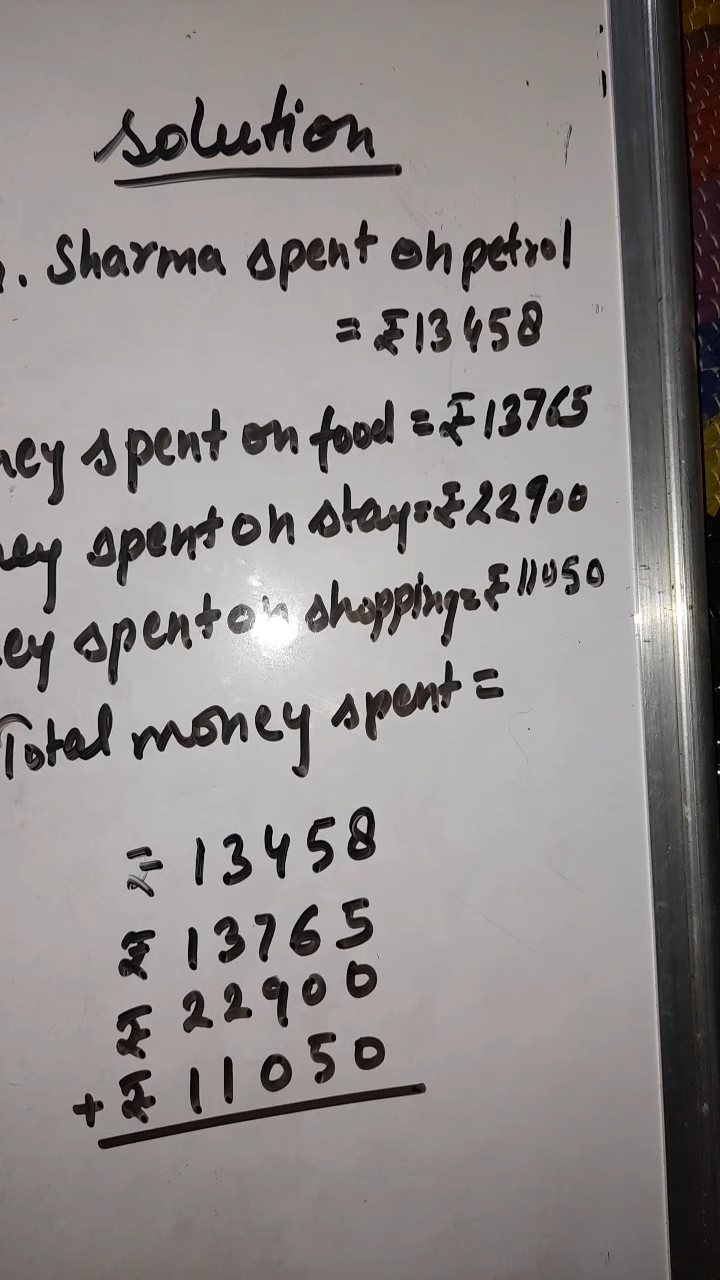 Solution
. Sharma spent on petrol
= ₹13458
ey spent on food = ₹13765
ey spent on stay = ₹22900
ey spent on shopping = ₹11050
Total money spent =
₹ 13458
₹ 13765
₹ 22900
+ ₹ 11050